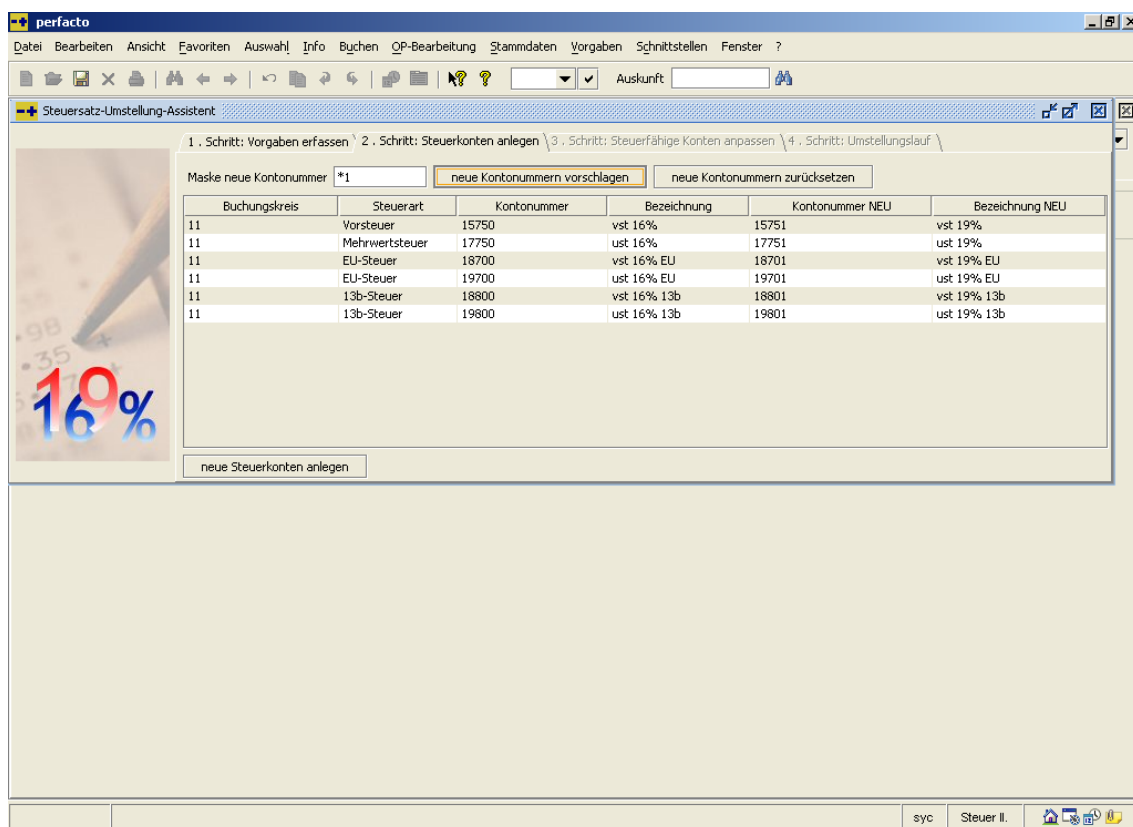 perfacto
Datei Bearbeiten Ansicht Favoriten Auswahl Info Buchen OP-Bearbeitung Stammdaten Vorgaben Schnittstellen Fenster ?
Auskunft
Steuersatz-Umstellung-Assistent
1 . Schritt: Vorgaben erfassen 2 . Schritt: Steuerkonten anlegen 3 . Schritt: Steuerfähige Konten anpassen 4 . Schritt: Umstellungslauf
Maske neue Kontonummer *1 neue Kontonummern vorschlagen neue Kontonummern zurücksetzen
Buchungskreis Steuerart Kontonummer Bezeichnung Kontonummer NEU Bezeichnung NEU
11 Vorsteuer 15750 vst 16% 15751 vst 19%
11 Mehrwertsteuer 17750 ust 16% 17751 ust 19%
11 EU-Steuer 18700 vst 16% EU 18701 vst 19% EU
11 EU-Steuer 19700 ust 16% EU 19701 ust 19% EU
11 13b-Steuer 18800 vst 16% 13b 18801 vst 19% 13b
11 13b-Steuer 19800 ust 16% 13b 19801 ust 19% 13b
19
16 %
neue Steuerkonten anlegen
syc Steuer II.